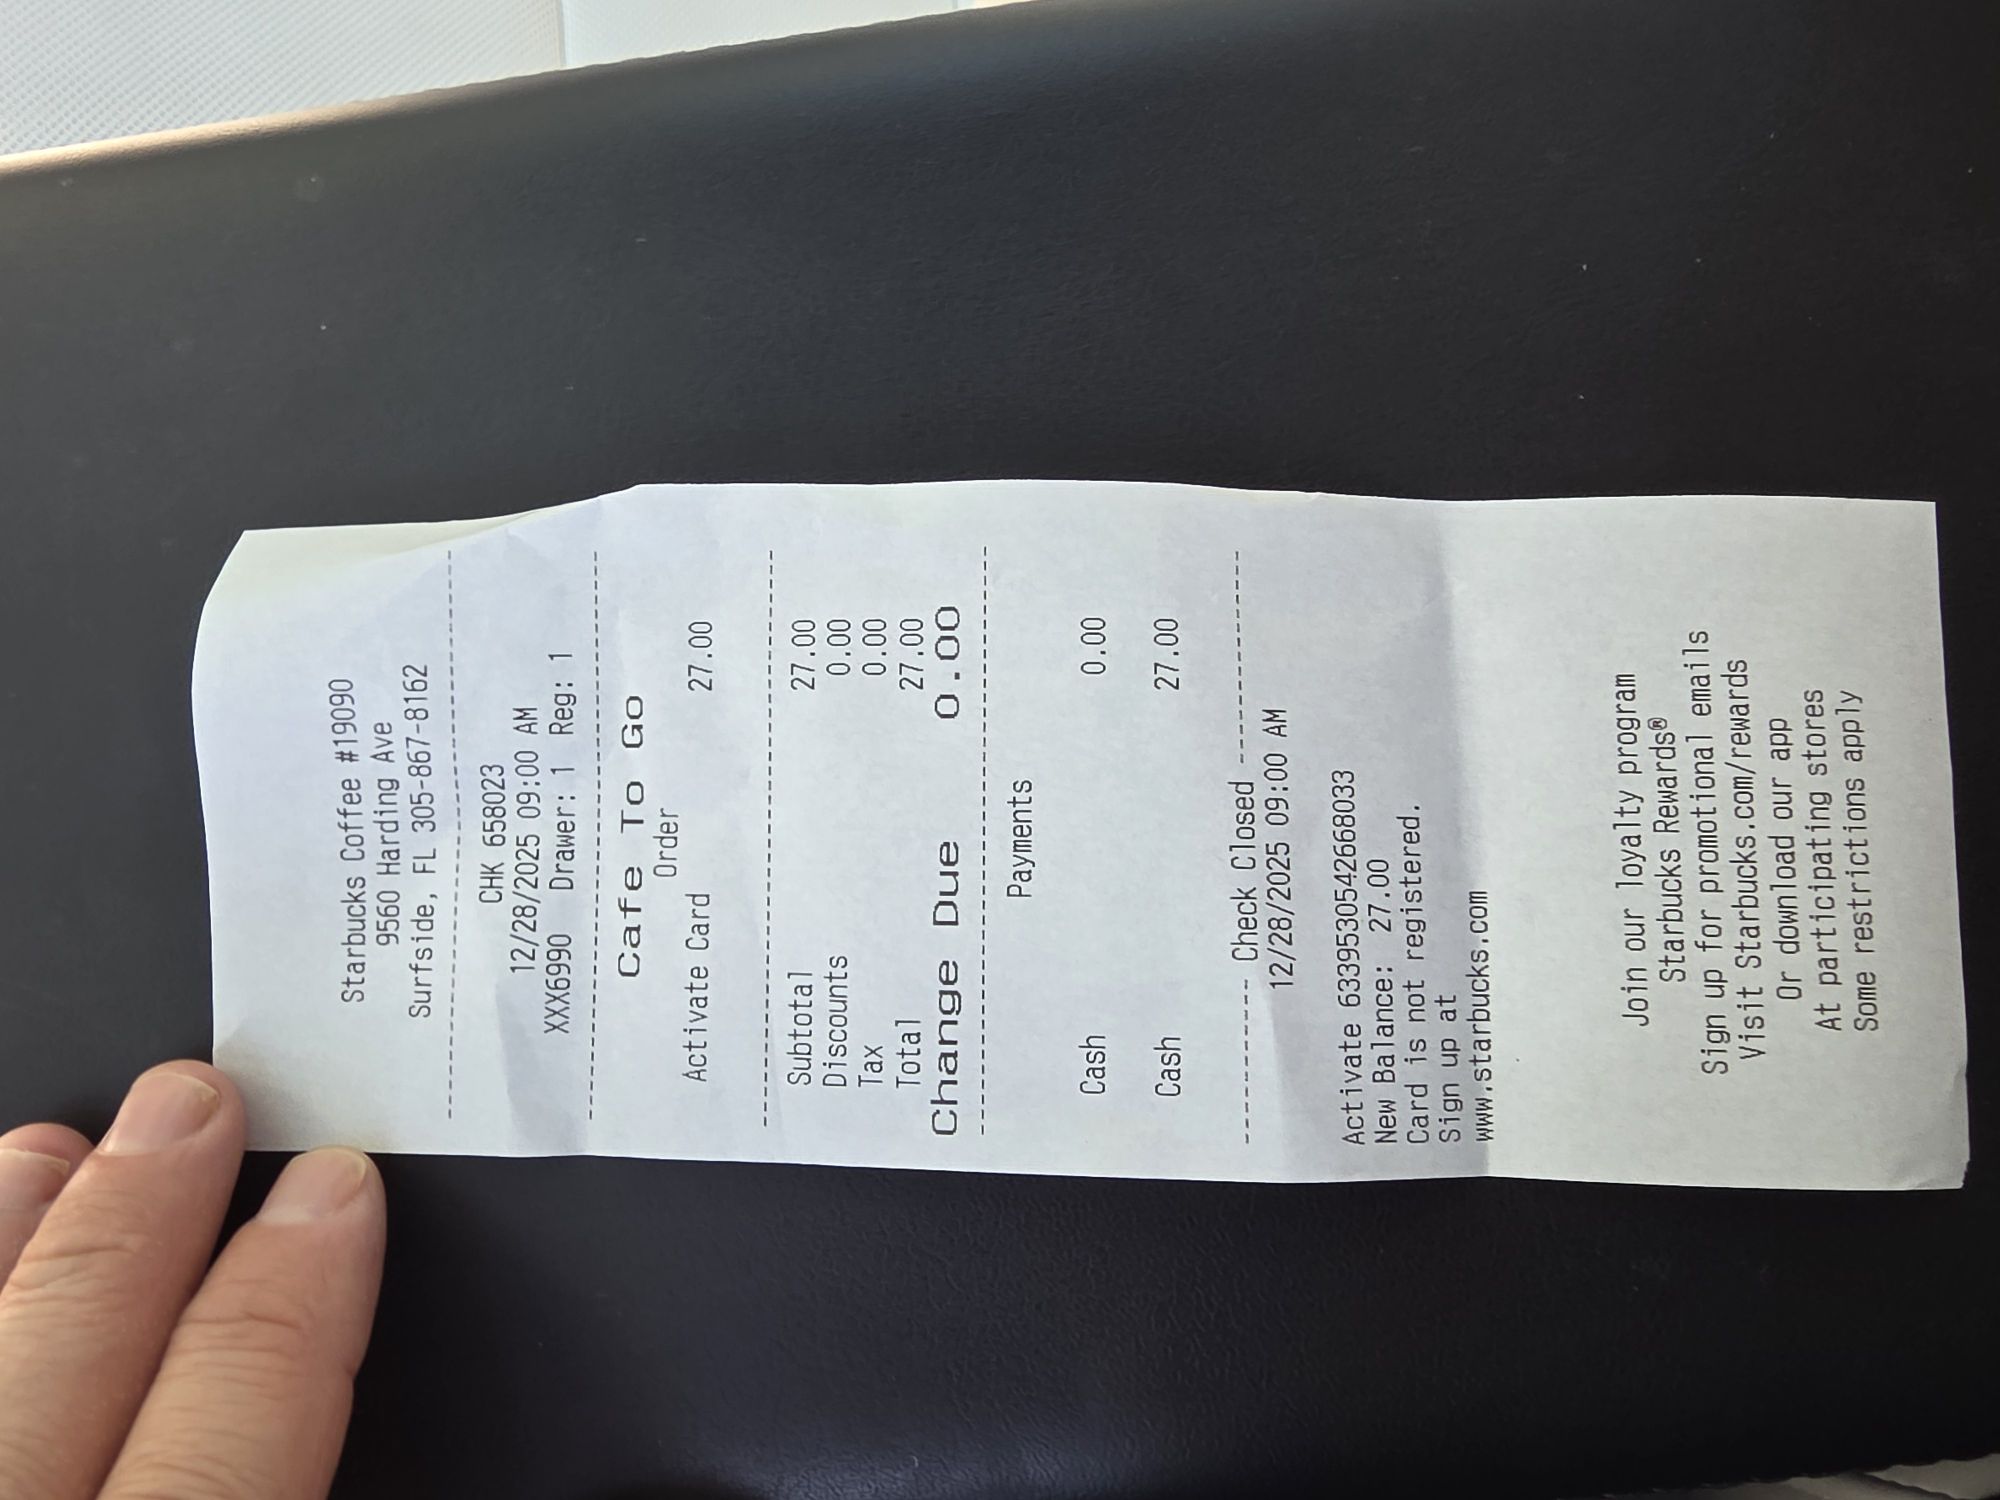 Starbucks Coffee #19090
9560 Harding Ave
Surfside, FL 305-867-8162
----------------------------------------
CHK 658023
12/28/2025 09:00 AM
XXX6990 Drawer: 1 Reg: 1
----------------------------------------
Cafe To Go
Order
Activate Card 27.00
----------------------------------------
Subtotal 27.00
Discounts 0.00
Tax 0.00
Total 27.00
Change Due 0.00
----------------------------------------
Payments
Cash 0.00
Cash 27.00
------------ Check Closed ------------
12/28/2025 09:00 AM
Activate 6339530542668033
New Balance: 27.00
Card is not registered.
Sign up at
www.starbucks.com
Join our loyalty program
Starbucks Rewards®
Sign up for promotional emails
Visit Starbucks.com/rewards
Or download our app
At participating stores
Some restrictions apply